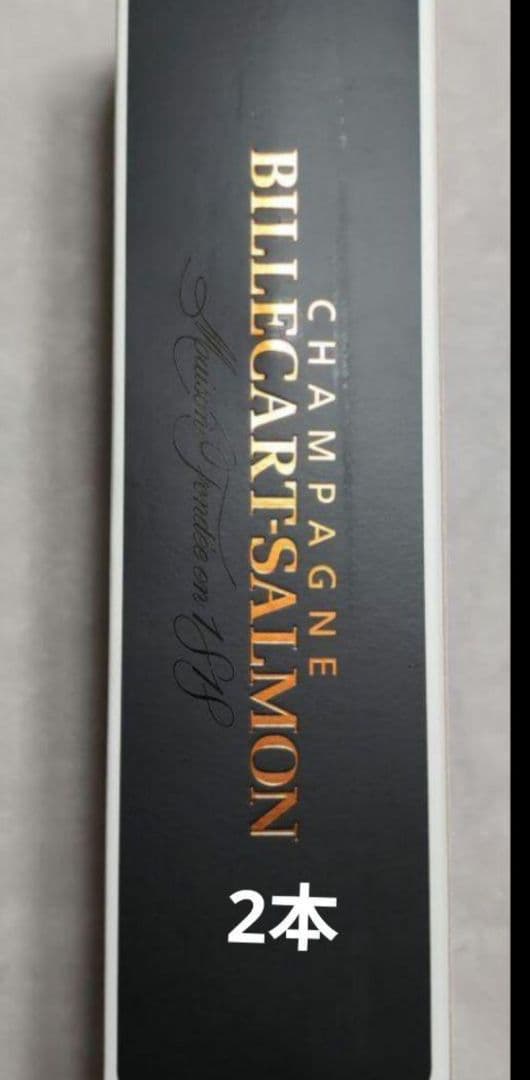 CHAMPAGNE
BILLECART-SALMON
Maison Fondée en 1818
2本